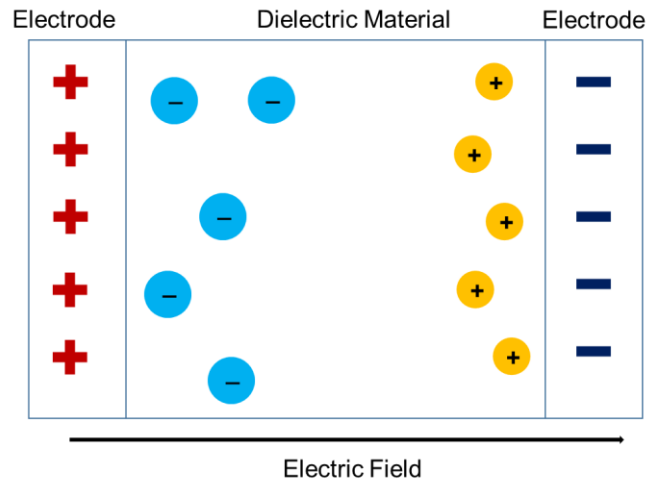 Electrode Dielectric Material Electrode
+ − − + −
+ + −
+ − + −
+ − + −
+ − + −
Electric Field